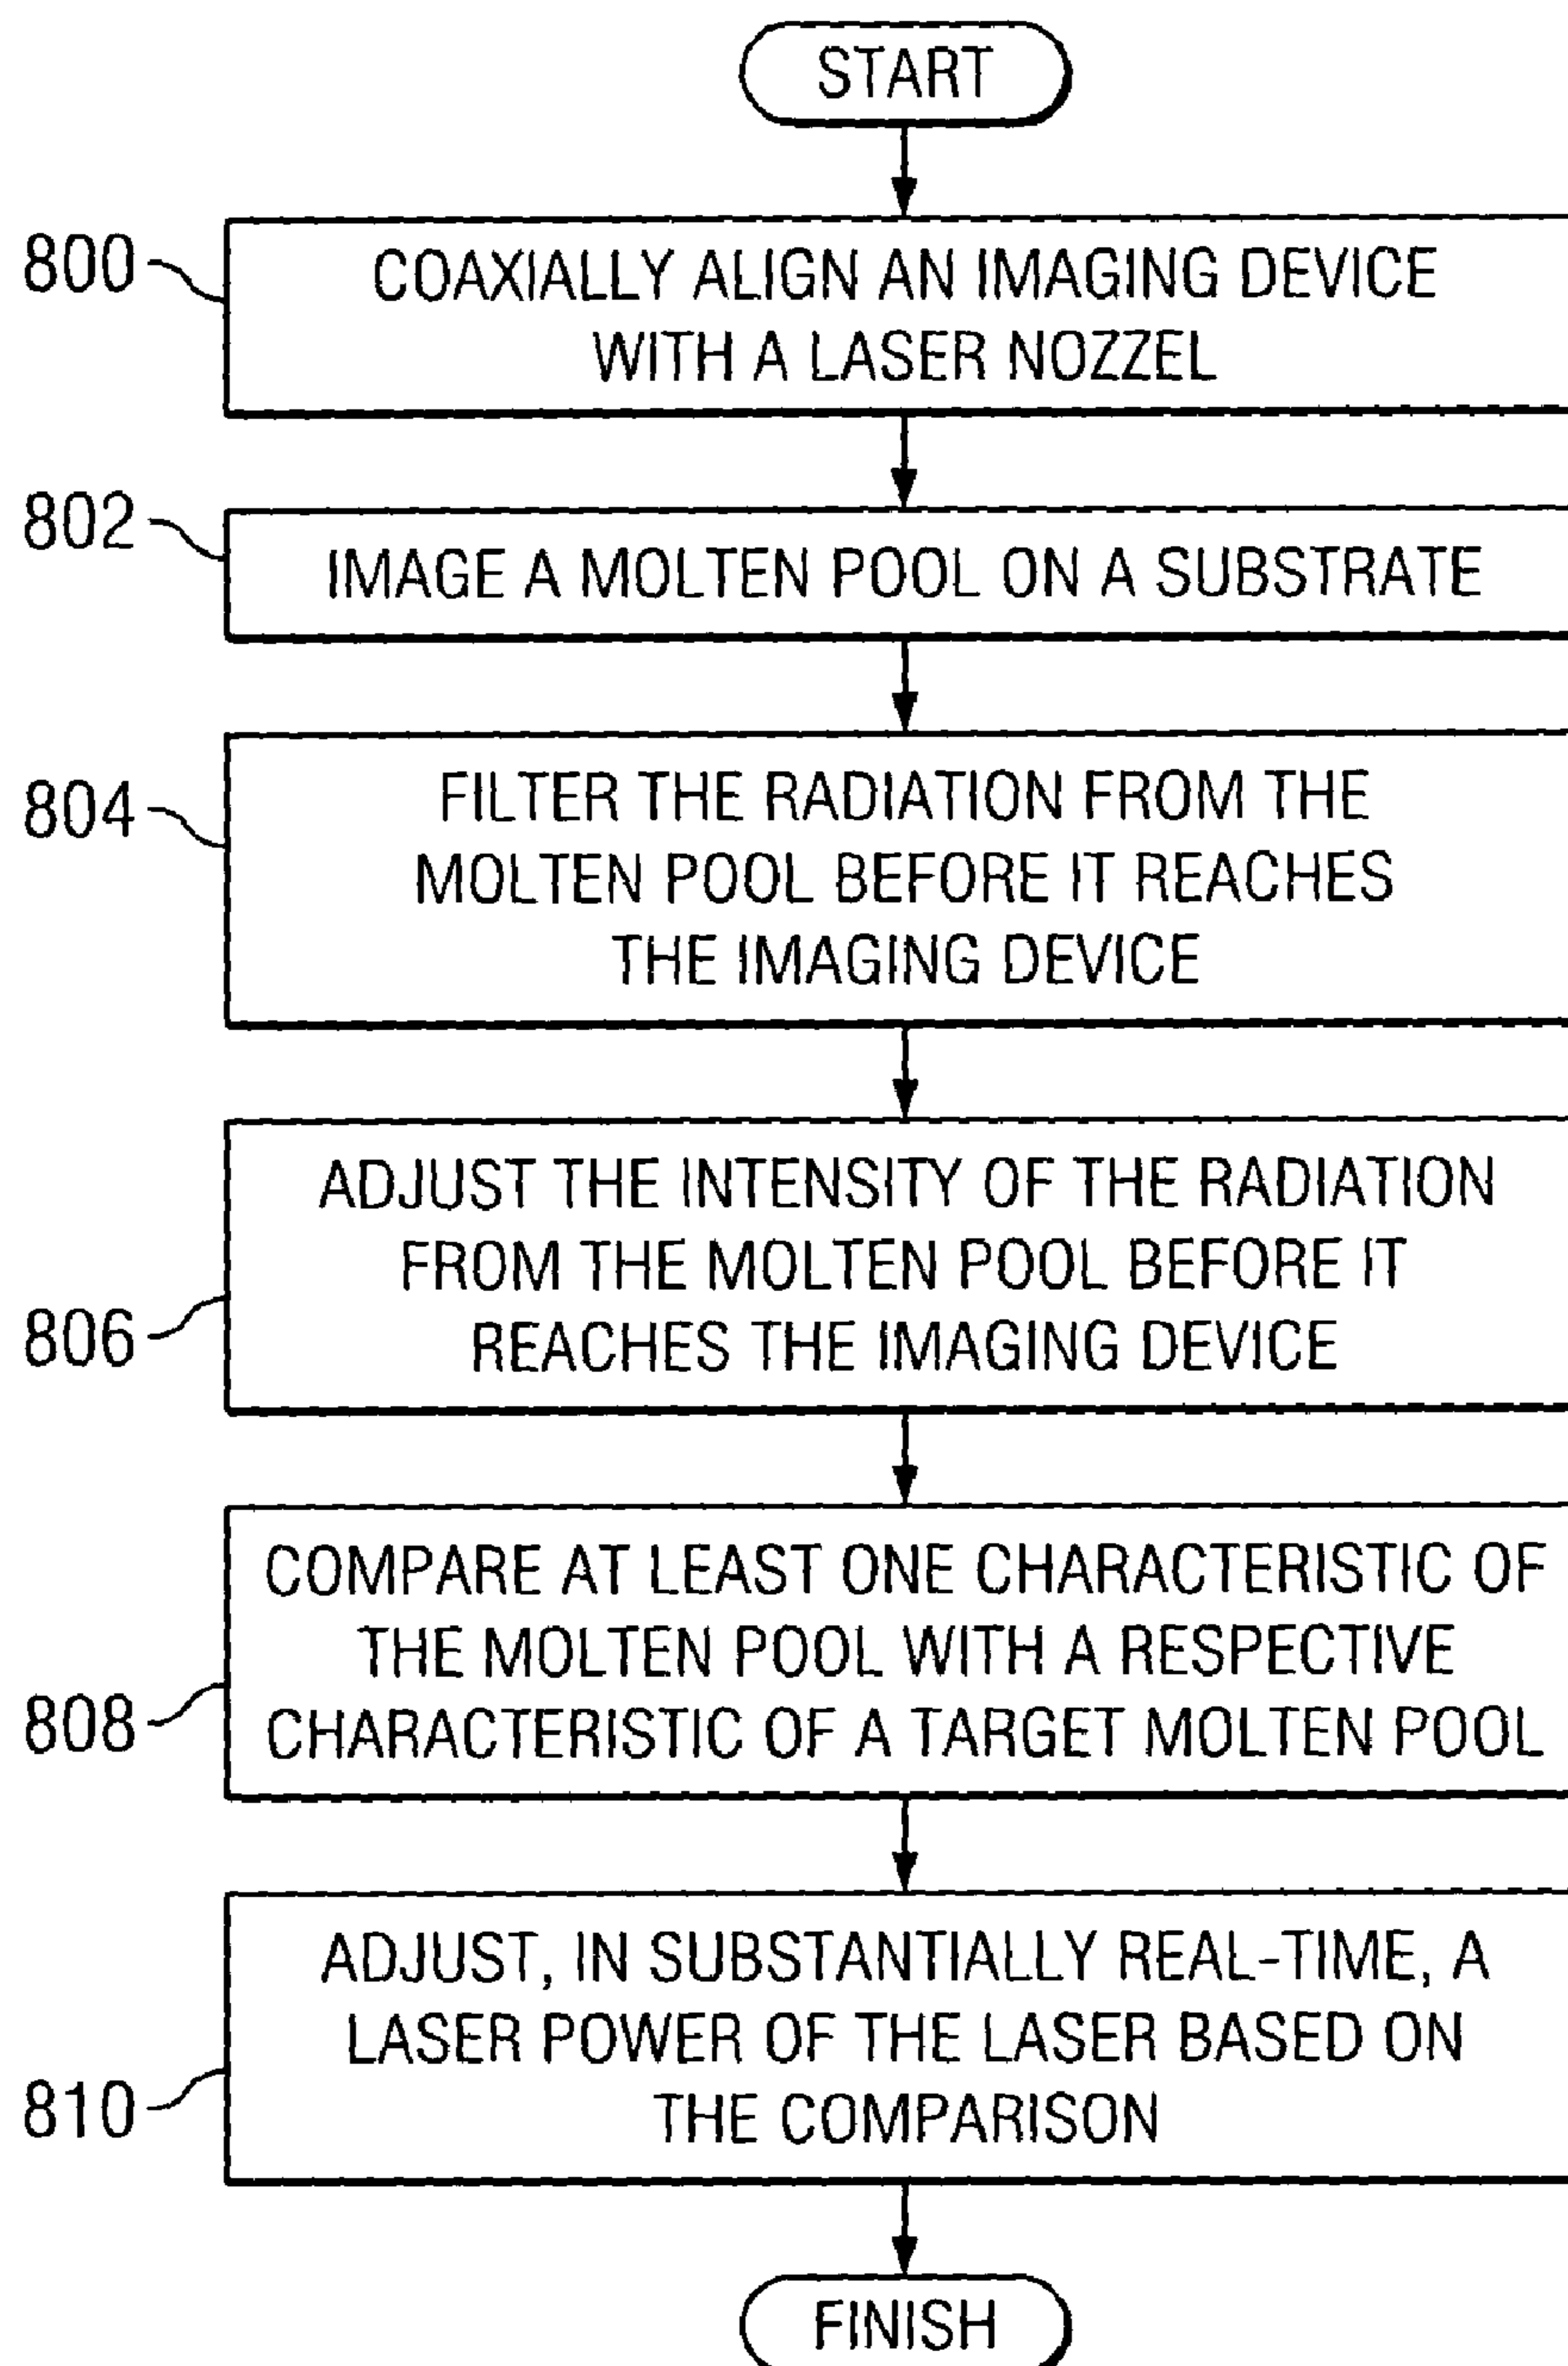 START
800
COAXIALLY ALIGN AN IMAGING DEVICE
WITH A LASER NOZZEL
802
IMAGE A MOLTEN POOL ON A SUBSTRATE
804
FILTER THE RADIATION FROM THE
MOLTEN POOL BEFORE IT REACHES
THE IMAGING DEVICE
806
ADJUST THE INTENSITY OF THE RADIATION
FROM THE MOLTEN POOL BEFORE IT
REACHES THE IMAGING DEVICE
808
COMPARE AT LEAST ONE CHARACTERISTIC OF
THE MOLTEN POOL WITH A RESPECTIVE
CHARACTERISTIC OF A TARGET MOLTEN POOL
810
ADJUST, IN SUBSTANTIALLY REAL-TIME, A
LASER POWER OF THE LASER BASED ON
THE COMPARISON
FINISH